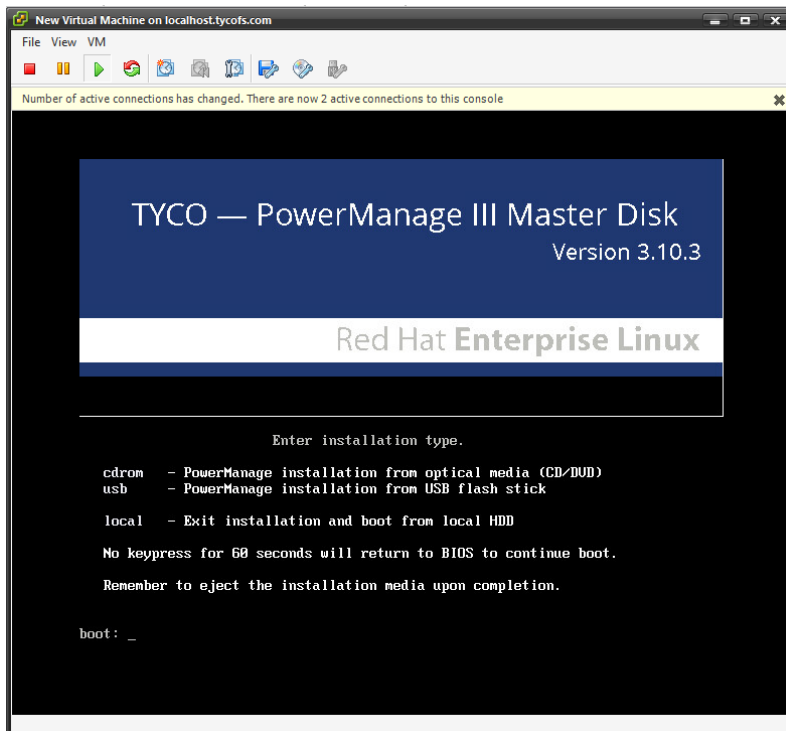 New Virtual Machine on localhost.tycofs.com
File View VM
Number of active connections has changed. There are now 2 active connections to this console
TYCO — PowerManage III Master Disk
Version 3.10.3
Red Hat Enterprise Linux
Enter installation type.
cdrom - PowerManage installation from optical media (CD/DVD)
usb - PowerManage installation from USB flash stick
local - Exit installation and boot from local HDD
No keypress for 60 seconds will return to BIOS to continue boot.
Remember to eject the installation media upon completion.
boot: _